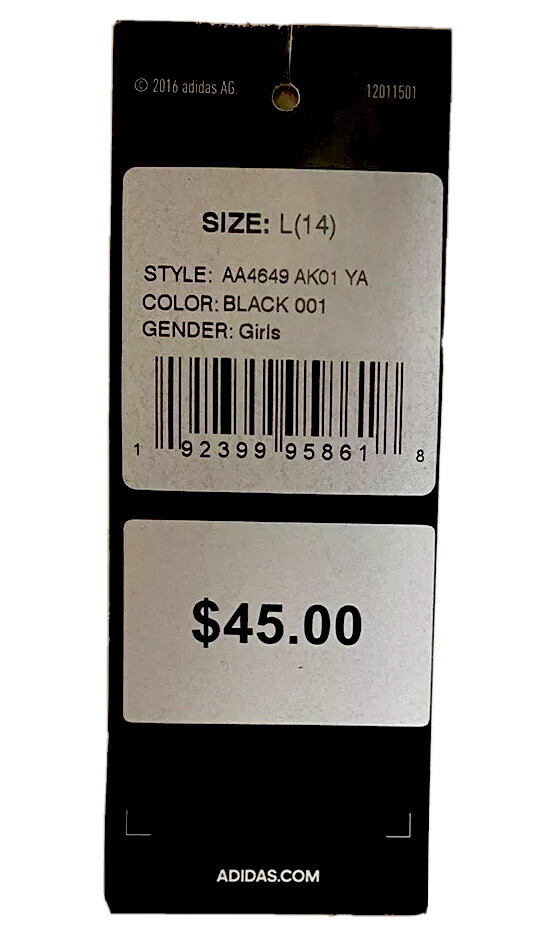 © 2016 adidas AG. 12011501
SIZE: L(14)
STYLE: AA4649 AK01 YA
COLOR: BLACK 001
GENDER: Girls
1 92399 95861 8
$45.00
ADIDAS.COM